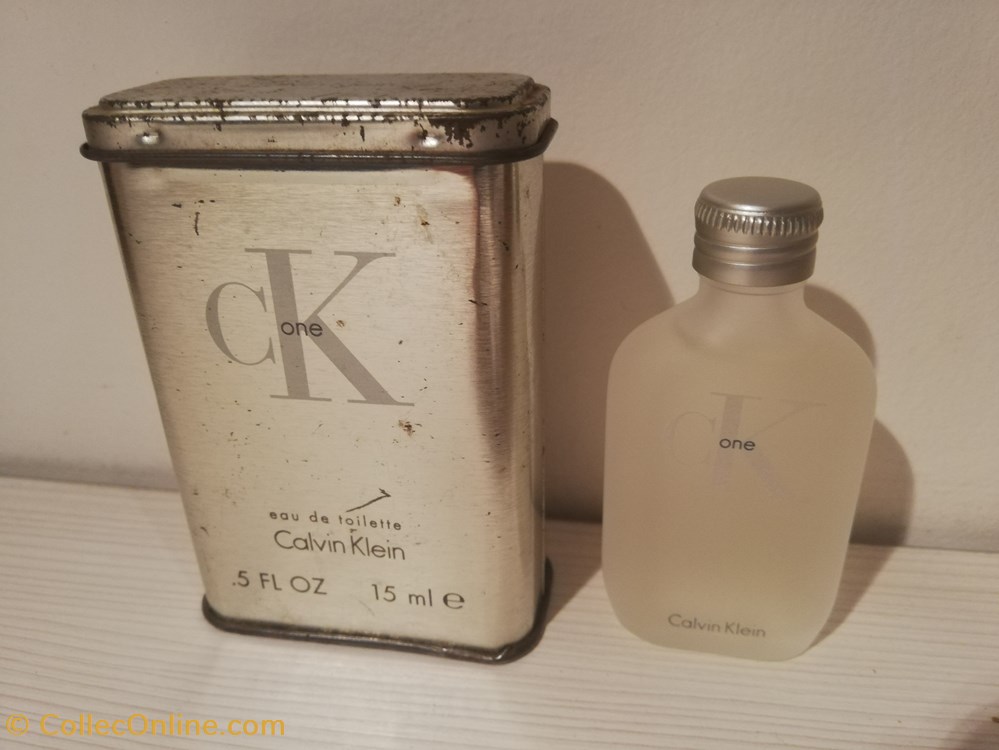 CK
one
eau de toilette
Calvin Klein
.5 FL OZ 15 ml ℮
cK
one
Calvin Klein
© CollecOnline.com